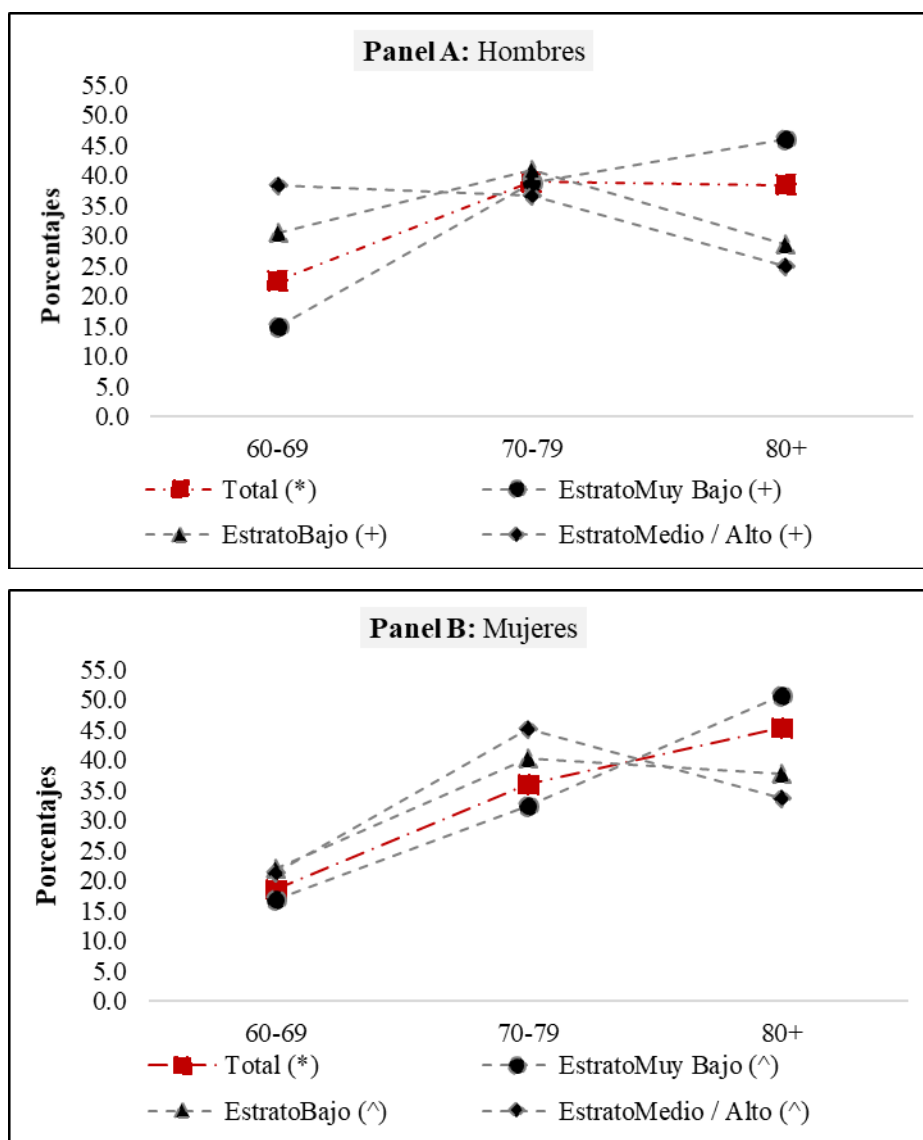 Panel A: Hombres
Porcentajes
55.0
50.0
45.0
40.0
35.0
30.0
25.0
20.0
15.0
10.0
5.0
0.0
60-69 70-79 80+
Total (*) EstratoMuy Bajo (+)
EstratoBajo (+) EstratoMedio / Alto (+)
Panel B: Mujeres
Porcentajes
55.0
50.0
45.0
40.0
35.0
30.0
25.0
20.0
15.0
10.0
5.0
0.0
60-69 70-79 80+
Total (*) EstratoMuy Bajo (^)
EstratoBajo (^) EstratoMedio / Alto (^)